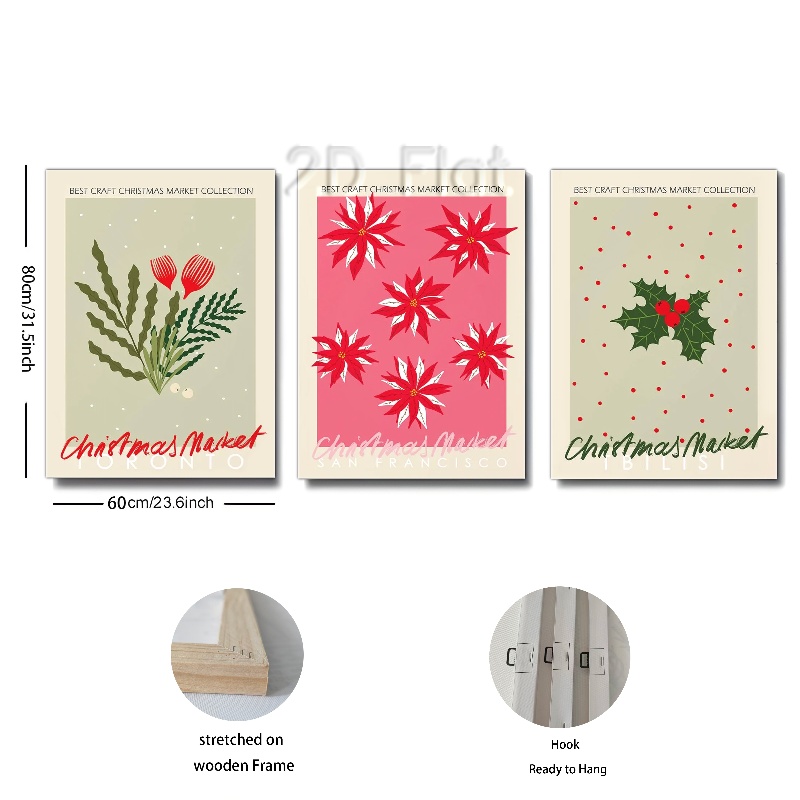 2D Flat
BEST CRAFT CHRISTMAS MARKET COLLECTION
Christmas Market
TORONTO
BEST CRAFT CHRISTMAS MARKET COLLECTION
Christmas Market
SAN FRANCISCO
BEST CRAFT CHRISTMAS MARKET COLLECTION
Christmas Market
TBILISI
80cm/31.5inch
60cm/23.6inch
stretched on
wooden Frame
Hook
Ready to Hang